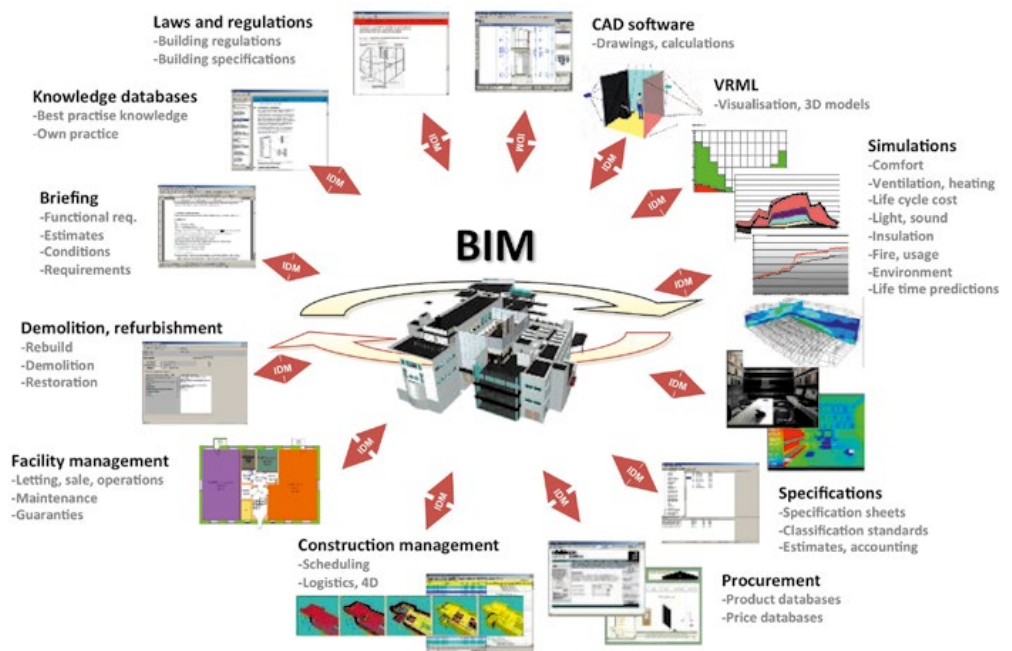 Laws and regulations
-Building regulations
-Building specifications
CAD software
-Drawings, calculations
VRML
-Visualisation, 3D models
Knowledge databases
-Best practise knowledge
-Own practice
Simulations
-Comfort
-Ventilation, heating
-Life cycle cost
-Light, sound
-Insulation
-Fire, usage
-Environment
-Life time predictions
Briefing
-Functional req.
-Estimates
-Conditions
-Requirements
BIM
IDM
IDM
IDM
IDM
IDM
IDM
IDM
IDM
IDM
IDM
IDM
IDM
IDM
Demolition, refurbishment
-Rebuild
-Demolition
-Restoration
Facility management
-Letting, sale, operations
-Maintenance
-Guaranties
Construction management
-Scheduling
-Logistics, 4D
Specifications
-Specification sheets
-Classification standards
-Estimates, accounting
Procurement
-Product databases
-Price databases